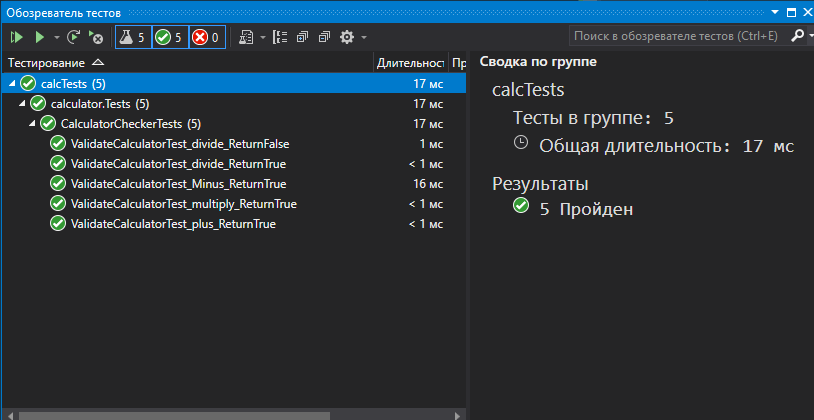 Обозреватель тестов
5 5 0 Поиск в обозревателе тестов (Ctrl+E)
Тестирование Длительнос Пр
calcTests (5) 17 мс
calculator.Tests (5) 17 мс
CalculatorCheckerTests (5) 17 мс
ValidateCalculatorTest_divide_ReturnFalse 1 мс
ValidateCalculatorTest_divide_ReturnTrue < 1 мс
ValidateCalculatorTest_Minus_ReturnTrue 16 мс
ValidateCalculatorTest_multiply_ReturnTrue < 1 мс
ValidateCalculatorTest_plus_ReturnTrue < 1 мс
Сводка по группе
calcTests
Тесты в группе: 5
Общая длительность: 17 мс
Результаты
5 Пройден